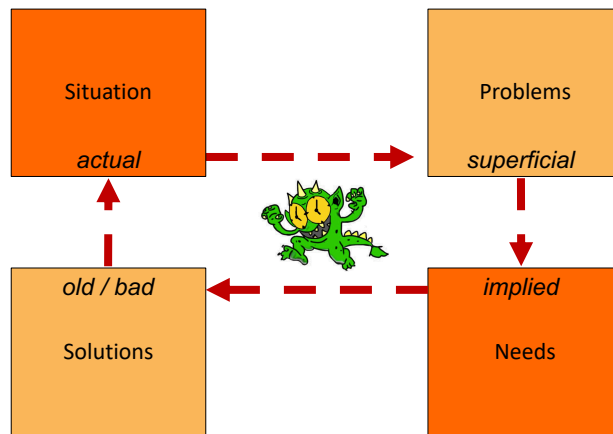 Situation
actual
Problems
superficial
old / bad
Solutions
implied
Needs